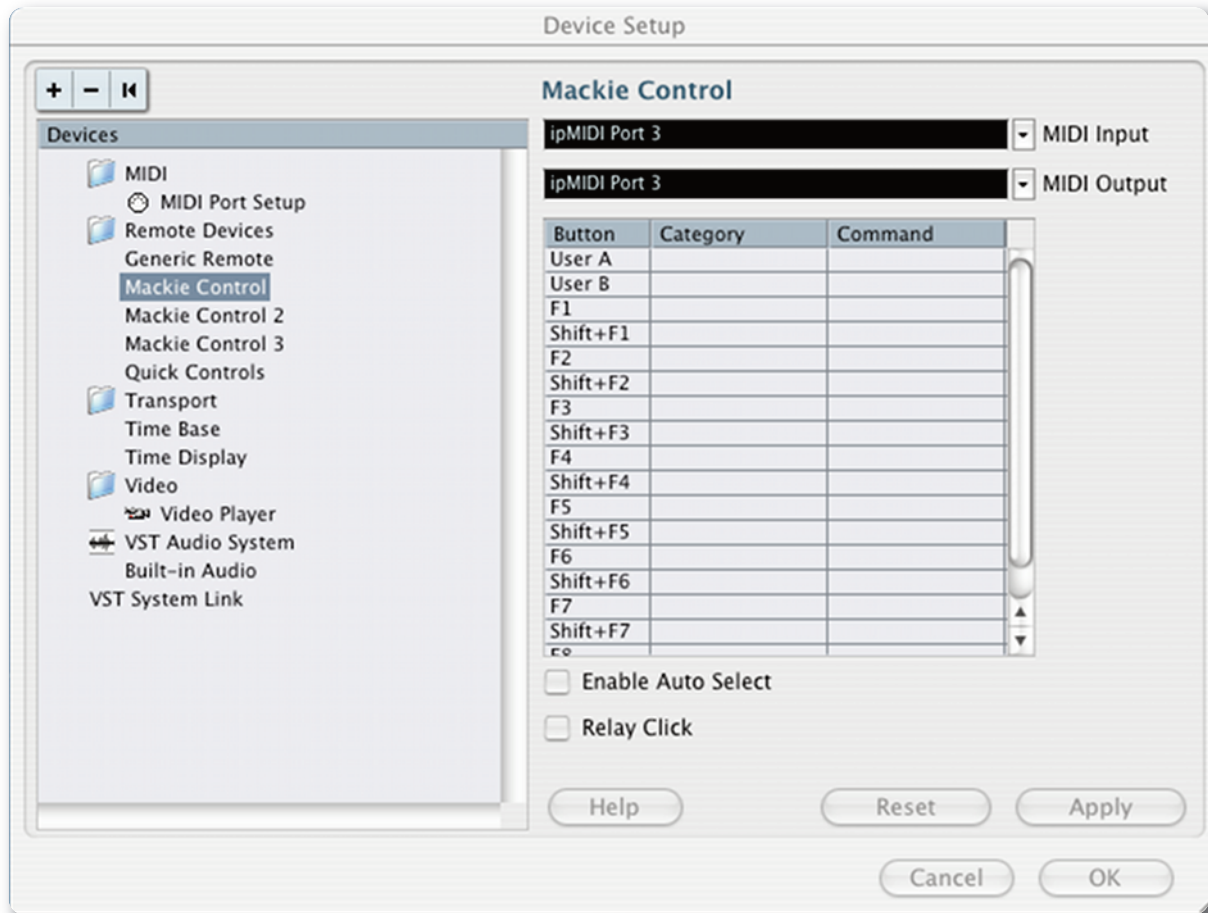 Device Setup
+ −
Devices
MIDI
MIDI Port Setup
Remote Devices
Generic Remote
Mackie Control
Mackie Control 2
Mackie Control 3
Quick Controls
Transport
Time Base
Time Display
Video
Video Player
VST Audio System
Built-in Audio
VST System Link
Mackie Control
ipMIDI Port 3 MIDI Input
ipMIDI Port 3 MIDI Output
Button Category Command
User A
User B
F1
Shift+F1
F2
Shift+F2
F3
Shift+F3
F4
Shift+F4
F5
Shift+F5
F6
Shift+F6
F7
Shift+F7
F8
Enable Auto Select
Relay Click
Help Reset Apply
Cancel OK